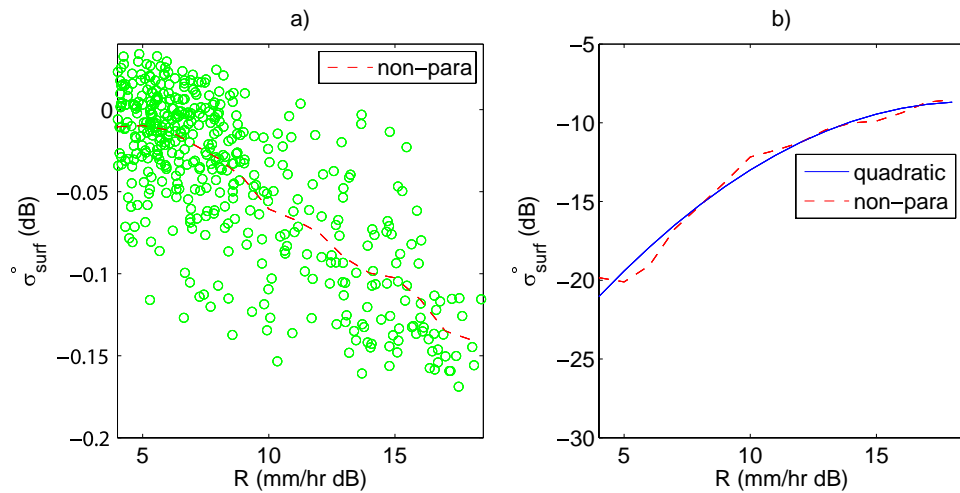 a)
non−para
0
−0.05
−0.1
−0.15
−0.2
5
10
15
R (mm/hr dB)
σ°surf (dB)
b)
quadratic
non−para
−5
−10
−15
−20
−25
−30
5
10
15
R (mm/hr dB)
σ°surf (dB)